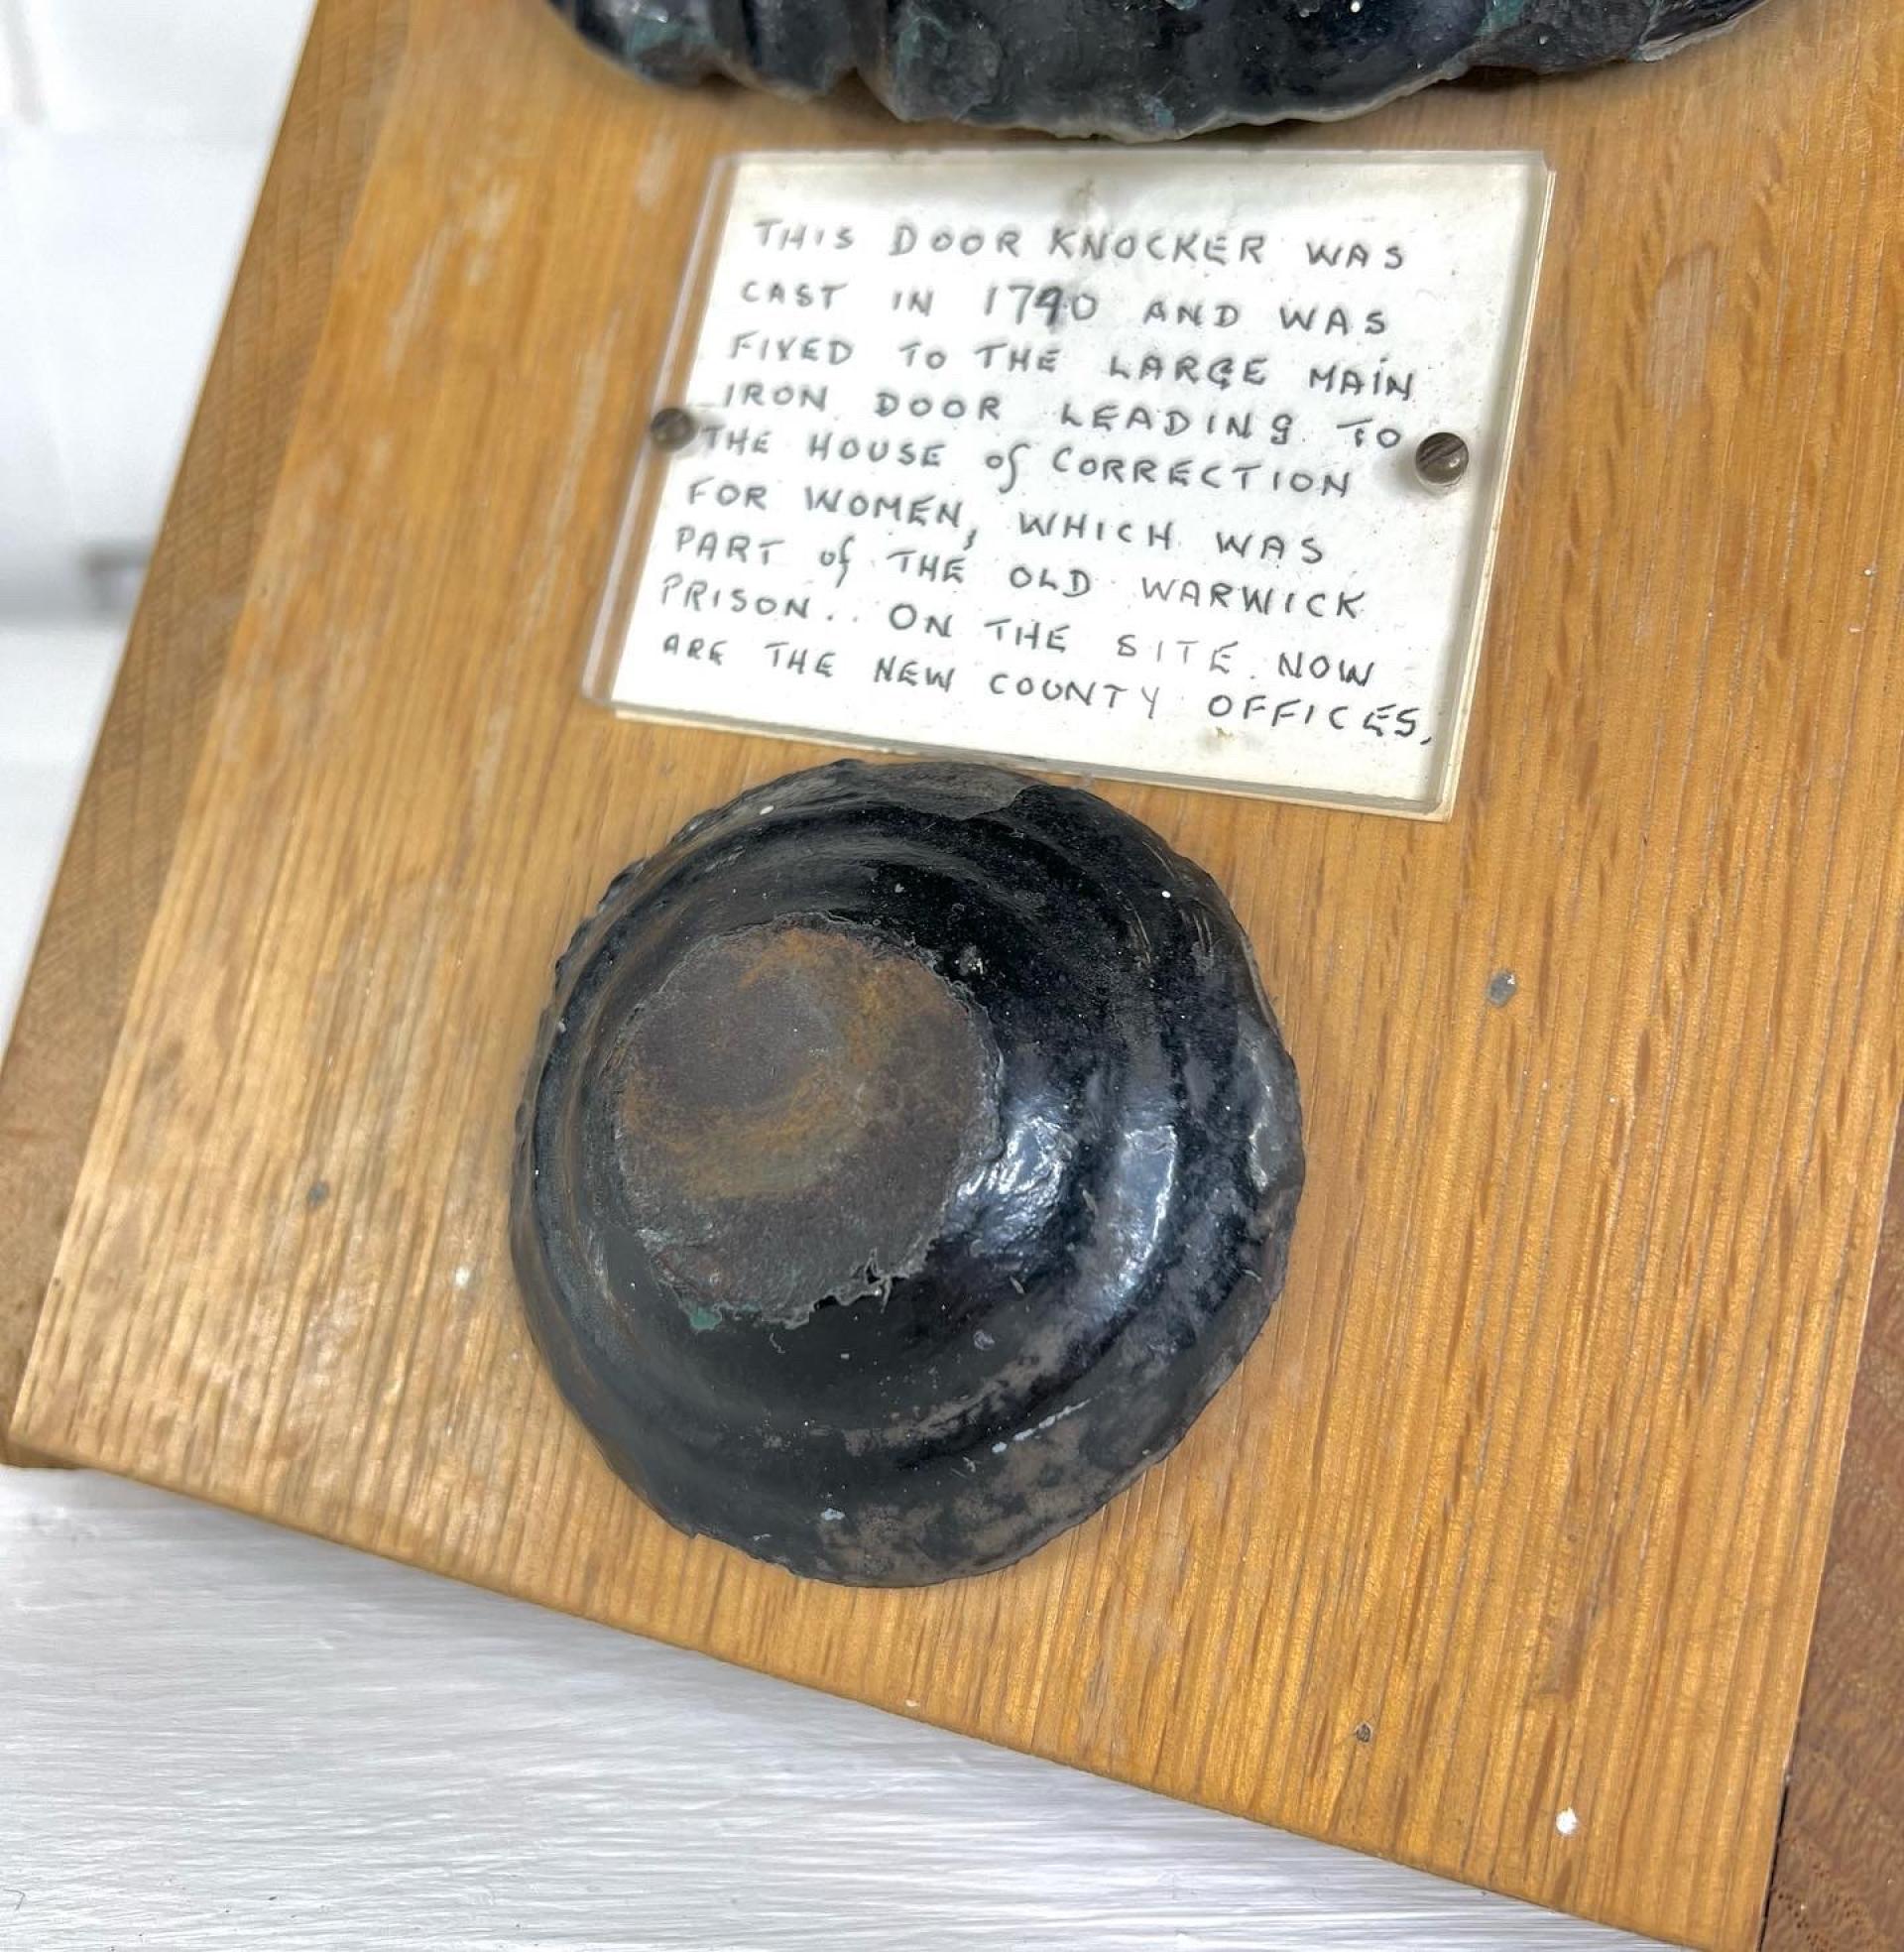 THIS DOOR KNOCKER WAS
CAST IN 1790 AND WAS
FIXED TO THE LARGE MAIN
IRON DOOR LEADING TO
THE HOUSE of CORRECTION
FOR WOMEN, WHICH WAS
PART of THE OLD WARWICK
PRISON.. ON THE SITE NOW
ARE THE NEW COUNTY OFFICES,